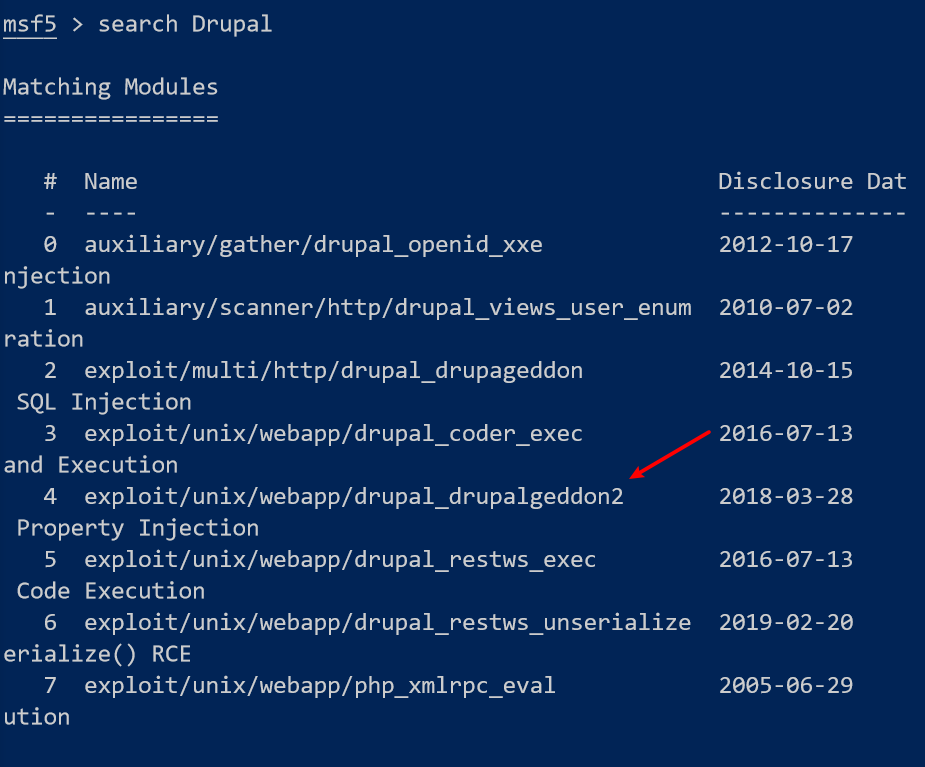 msf5 > search Drupal
Matching Modules
================
# Name Disclosure Dat
- ---- --------------
0 auxiliary/gather/drupal_openid_xxe 2012-10-17
njection
1 auxiliary/scanner/http/drupal_views_user_enum 2010-07-02
ration
2 exploit/multi/http/drupal_drupageddon 2014-10-15
SQL Injection
3 exploit/unix/webapp/drupal_coder_exec 2016-07-13
and Execution
4 exploit/unix/webapp/drupal_drupalgeddon2 2018-03-28
Property Injection
5 exploit/unix/webapp/drupal_restws_exec 2016-07-13
Code Execution
6 exploit/unix/webapp/drupal_restws_unserialize 2019-02-20
erialize() RCE
7 exploit/unix/webapp/php_xmlrpc_eval 2005-06-29
ution